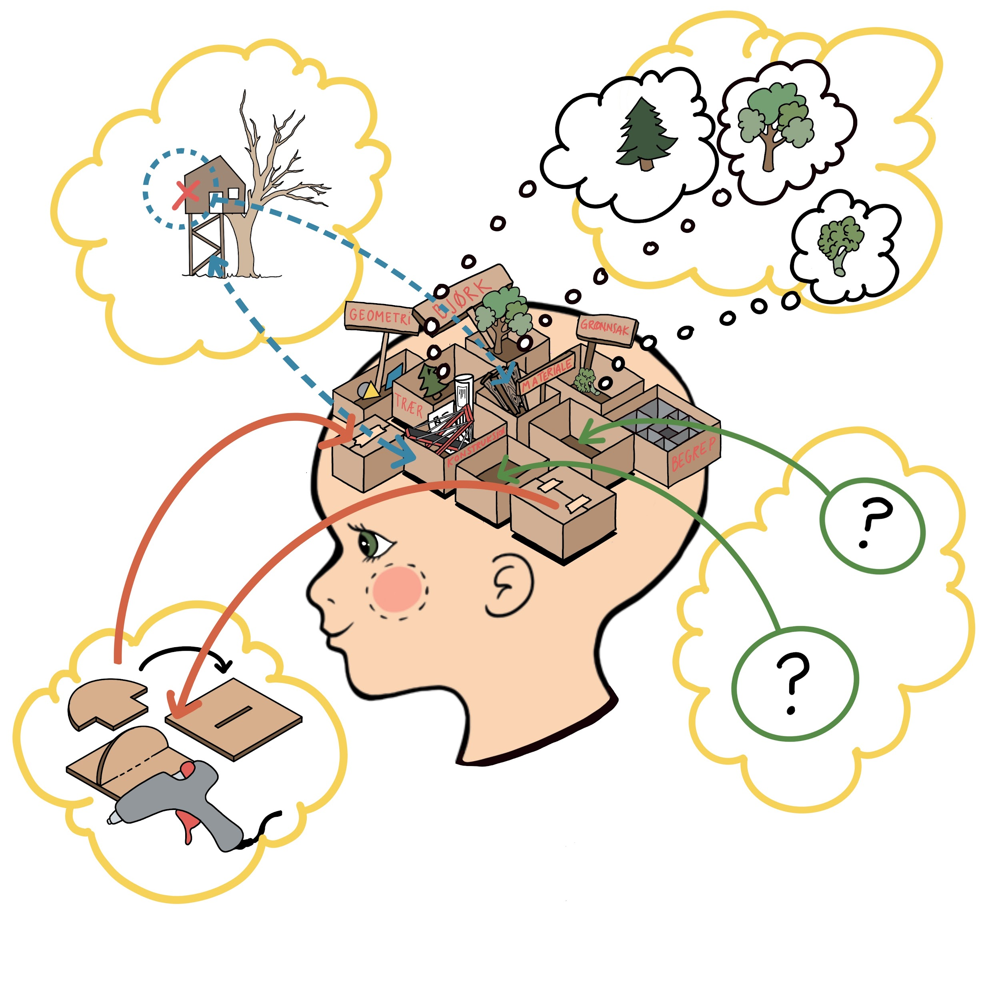 BJØRK
GEOMETRi
GRØNNSAK
MATERIALE
TRÆR
KONSTRUKSJON
BEGREP
?
?